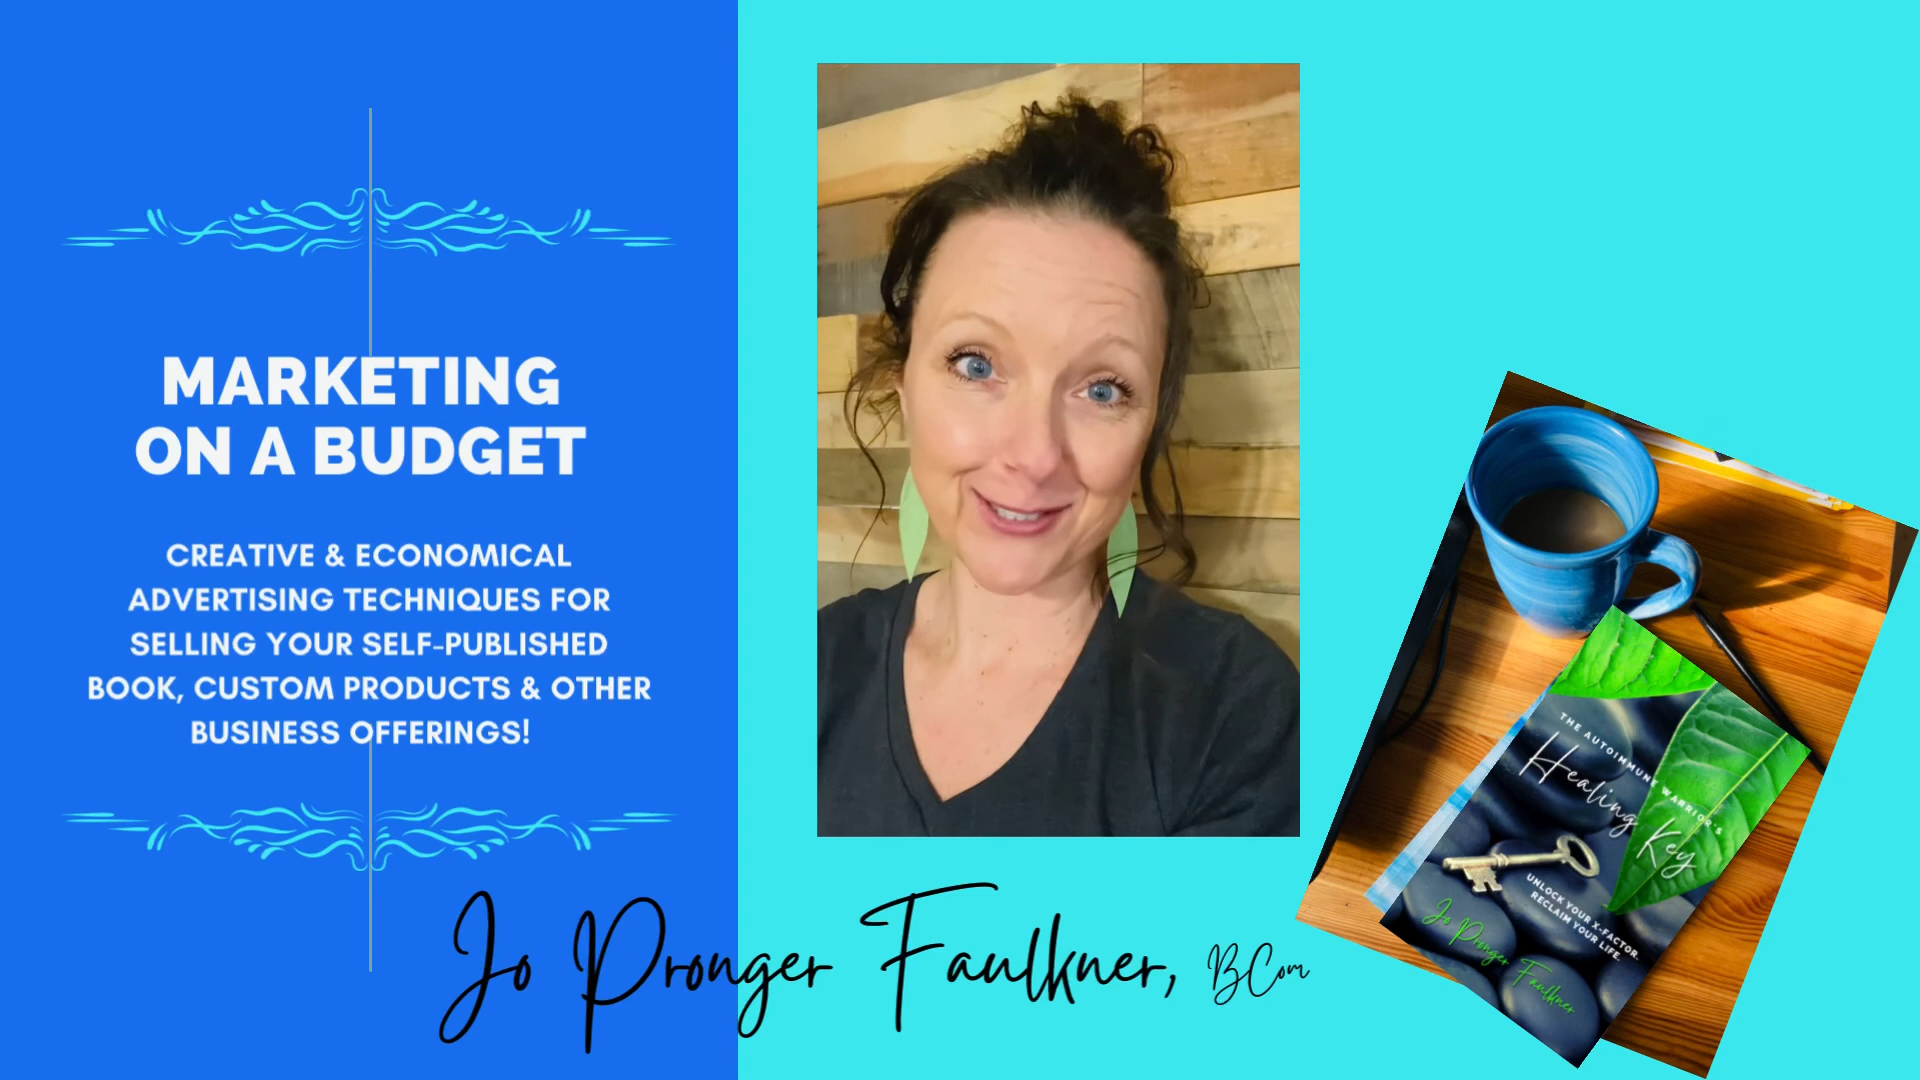 MARKETING
ON A BUDGET
CREATIVE & ECONOMICAL
ADVERTISING TECHNIQUES FOR
SELLING YOUR SELF-PUBLISHED
BOOK, CUSTOM PRODUCTS & OTHER
BUSINESS OFFERINGS!
Jo Pronger Faulkner, BCom
THE AUTOIMMUNE WARRIOR'S
Healing Key
UNLOCK YOUR X-FACTOR.
RECLAIM YOUR LIFE.
Jo Pronger Faulkner